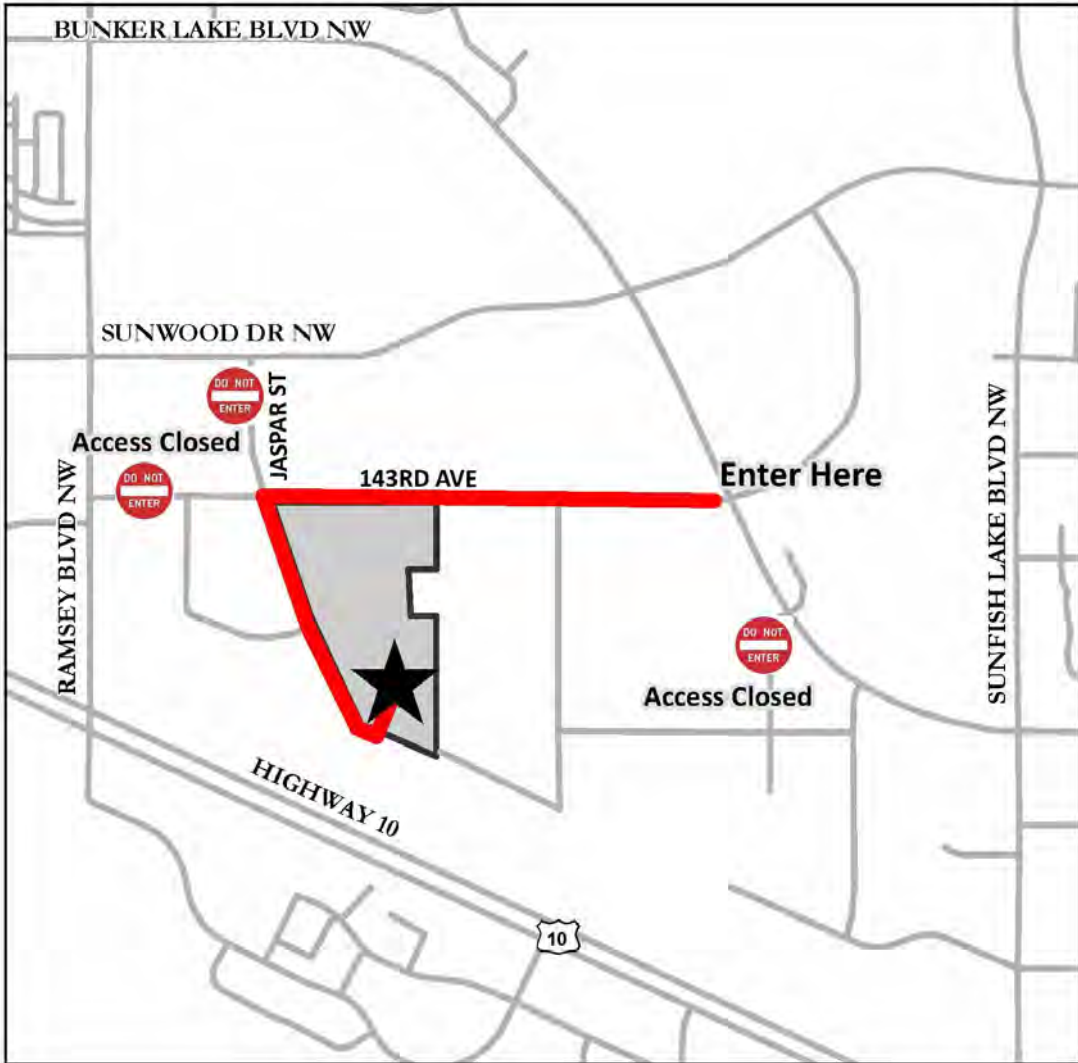 BUNKER LAKE BLVD NW
SUNWOOD DR NW
DO NOT
ENTER
JASPAR ST
Access Closed
DO NOT
ENTER
143RD AVE
Enter Here
RAMSEY BLVD NW
SUNFISH LAKE BLVD NW
DO NOT
ENTER
Access Closed
HIGHWAY 10
10